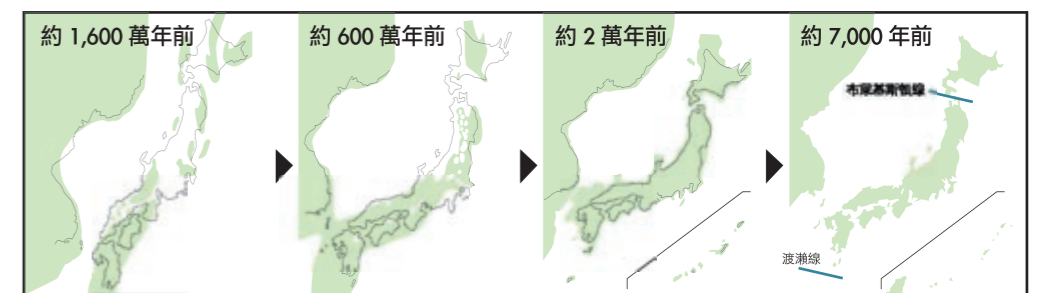 約 1,600 萬年前
約 600 萬年前
約 2 萬年前
約 7,000 年前
渡瀨線